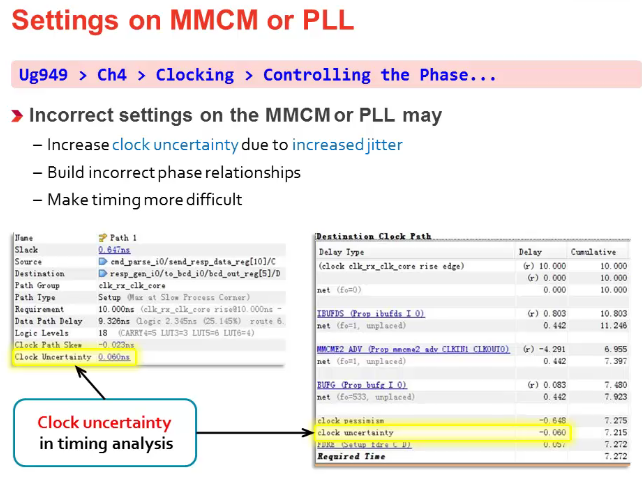 Settings on MMCM or PLL
Ug949 > Ch4 > Clocking > Controlling the Phase...
Incorrect settings on the MMCM or PLL may
– Increase clock uncertainty due to increased jitter
– Build incorrect phase relationships
– Make timing more difficult
Name Path 1
Slack 0.647ns
Source cmd_parse_i0/send_resp_data_reg[10]/C
Destination resp_gen_i0/to_bcd_i0/bcd_out_reg[5]/D
Path Group clk_rx_clk_core
Path Type Setup (Max at Slow Process Corner)
Requirement 10.000ns (clk_rx_clk_core rise@10.000ns -
Data Path Delay 9.326ns (logic 2.345ns (25.145%) route 6.
Logic Levels 18 (CARRY4=5 LUT3=3 LUT5=6 LUT6=4)
Clock Path Skew -0.023ns
Clock Uncertainty 0.060ns
Clock uncertainty
in timing analysis
Destination Clock Path
Delay Type Delay Cumulative
(clock clk_rx_clk_core rise edge) (r) 10.000 10.000
(r) 0.000 10.000
net (fo=0) 0.000 10.000
IBUFDS (Prop ibufds I O) (r) 0.803 10.803
net (fo=1, unplaced) 0.442 11.246
MMCME2_ADV (Prop mmcme2 adv CLKIN1 CLKOUT0) (r) -4.291 6.955
net (fo=1, unplaced) 0.442 7.397
BUFG (Prop bufg I O) (r) 0.083 7.480
net (fo=533, unplaced) 0.442 7.923
clock pessimism -0.648 7.275
clock uncertainty -0.060 7.215
FDRE (Setup fdre C D) 0.057 7.272
Required Time 7.272